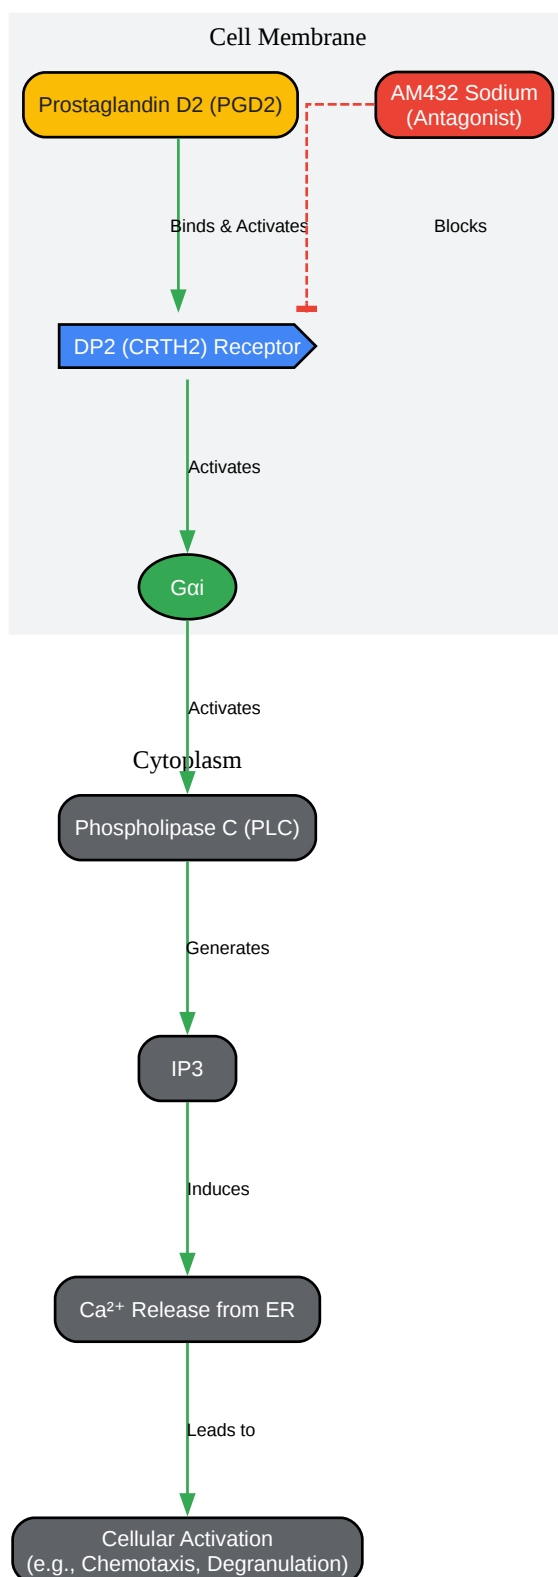 Cell Membrane
Prostaglandin D2 (PGD2)
AM432 Sodium
(Antagonist)
Binds & Activates
Blocks
DP2 (CRTH2) Receptor
Activates
Gαi
Activates
Cytoplasm
Phospholipase C (PLC)
Generates
IP3
Induces
Ca²⁺ Release from ER
Leads to
Cellular Activation
(e.g., Chemotaxis, Degranulation)